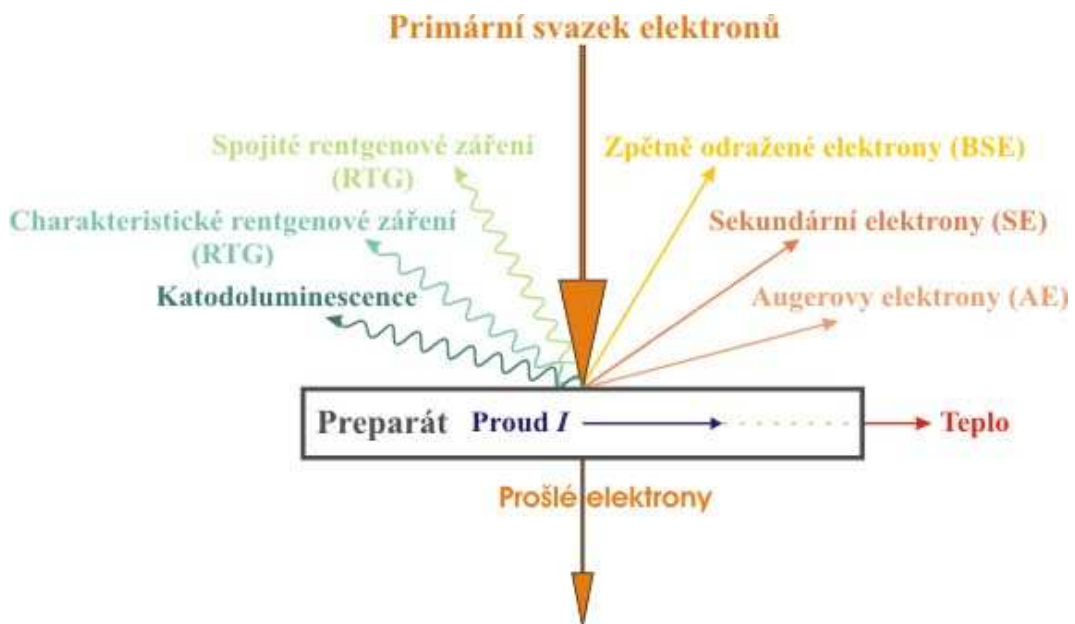 Primární svazek elektronů
Spojité rentgenové záření
(RTG)
Zpětně odražené elektrony (BSE)
Charakteristické rentgenové záření
(RTG)
Sekundární elektrony (SE)
Katodoluminescence
Augerovy elektrony (AE)
Preparát
Proud I
Teplo
Prošlé elektrony